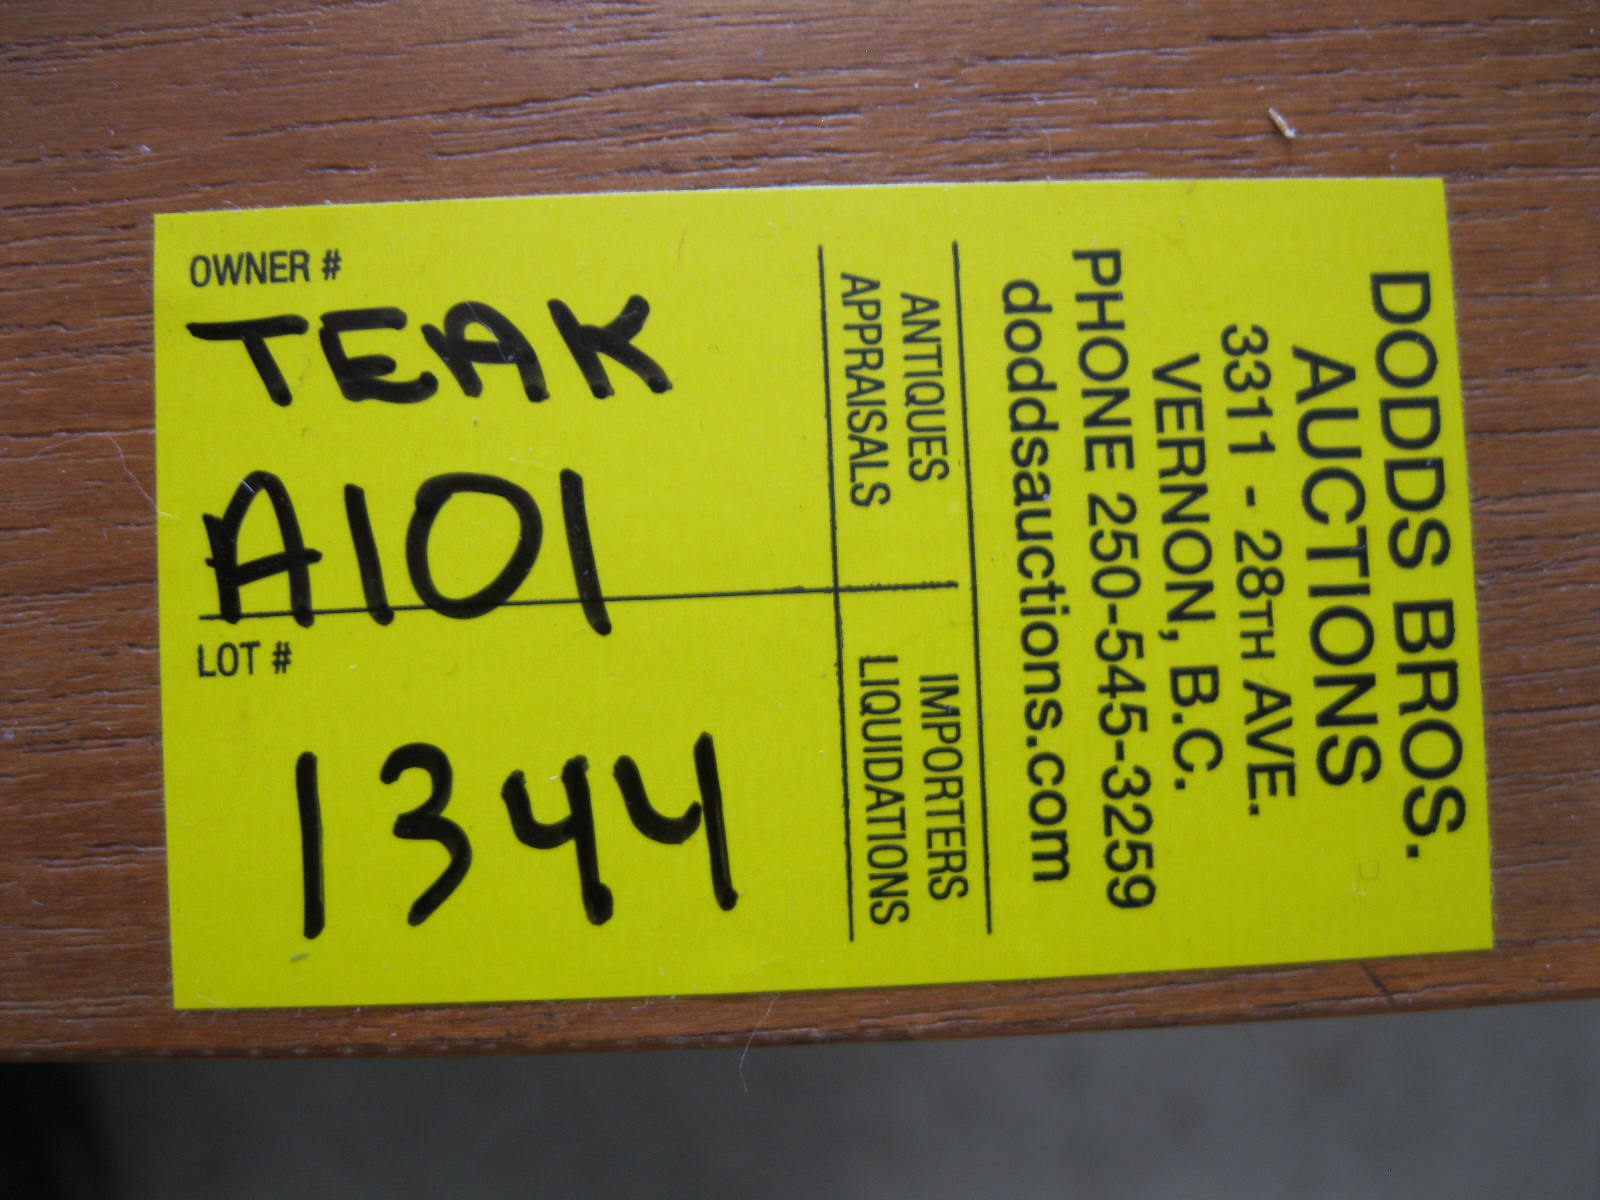 OWNER #
TEAK
A101
LOT #
1344
DODDS BROS.
AUCTIONS
3311 - 28TH AVE.
VERNON, B.C.
PHONE 250-545-3259
doddsauctions.com
ANTIQUES
APPRAISALS
IMPORTERS
LIQUIDATIONS